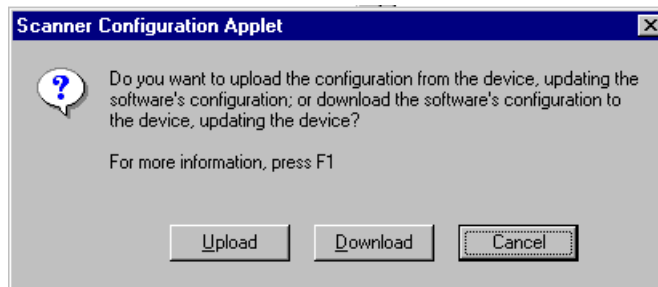 Scanner Configuration Applet
Do you want to upload the configuration from the device, updating the
software's configuration; or download the software's configuration to
the device, updating the device?
For more information, press F1
Upload Download Cancel